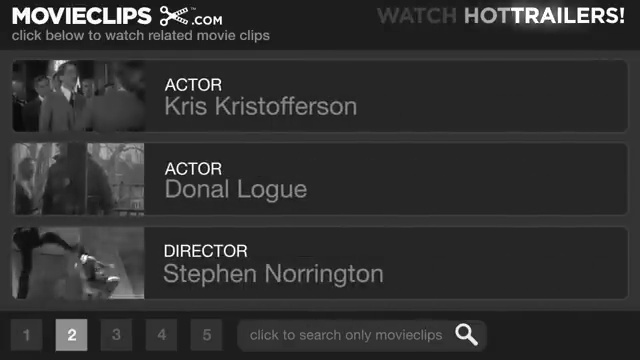 MOVIECLIPS .COM
WATCH HOTTRAILERS!
click below to watch related movie clips
ACTOR
Kris Kristofferson
ACTOR
Donal Logue
DIRECTOR
Stephen Norrington
1 2 3 4 5 click to search only movieclips